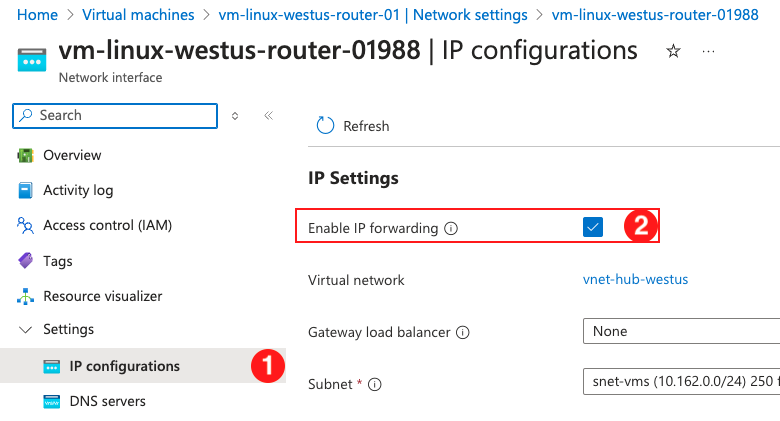 Home > Virtual machines > vm-linux-westus-router-01 | Network settings > vm-linux-westus-router-01988
vm-linux-westus-router-01988 | IP configurations
Network interface
Search
Refresh
Overview
Activity log
Access control (IAM)
Tags
Resource visualizer
Settings
IP configurations 1
DNS servers
IP Settings
Enable IP forwarding 2
Virtual network vnet-hub-westus
Gateway load balancer None
Subnet * snet-vms (10.162.0.0/24) 250 f